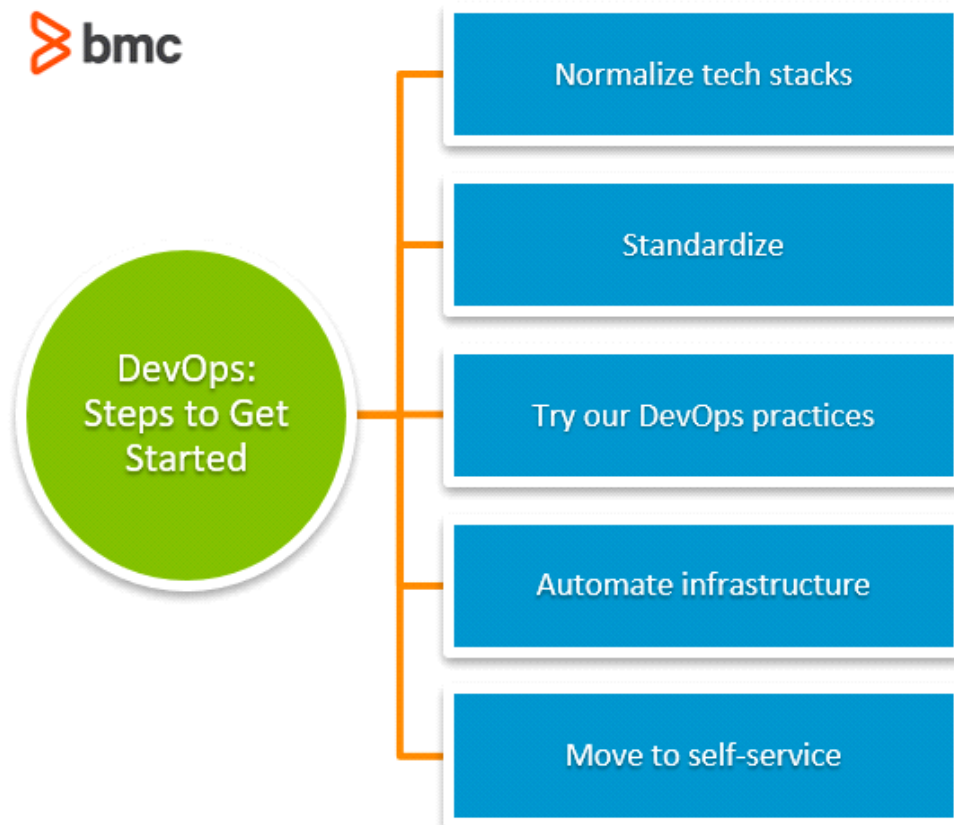 bmc
Normalize tech stacks
Standardize
DevOps:
Steps to Get
Started
Try our DevOps practices
Automate infrastructure
Move to self-service